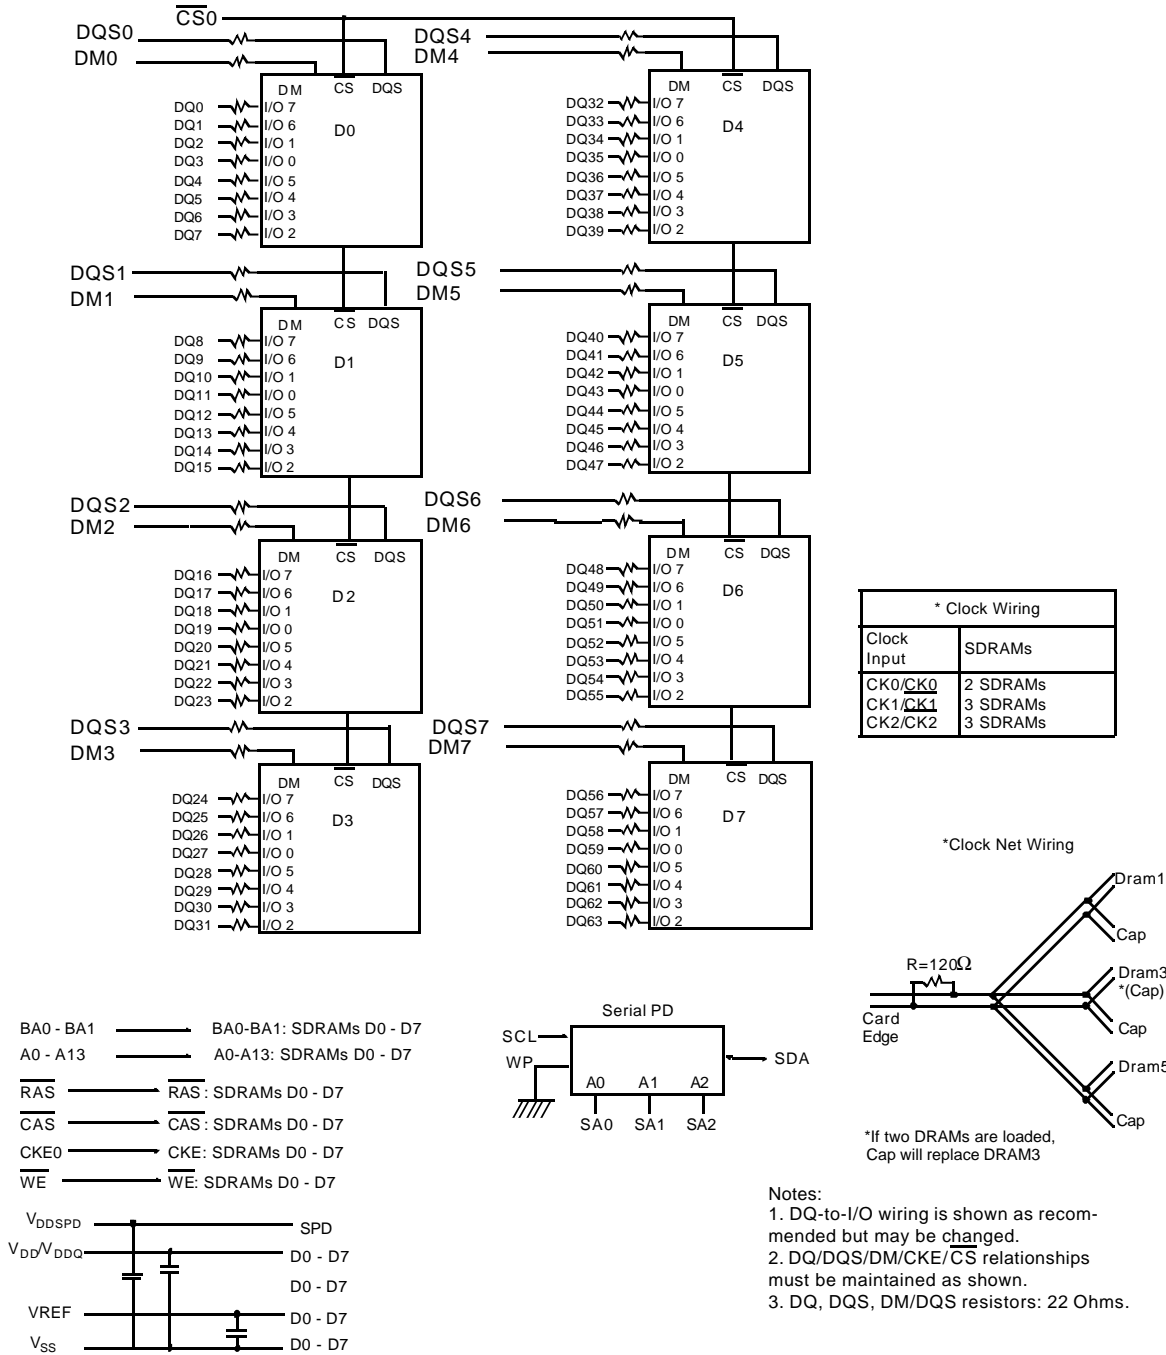 CS0
DQS0
DM0
DM CS DQS
D0
DQ0 I/O 7
DQ1 I/O 6
DQ2 I/O 1
DQ3 I/O 0
DQ4 I/O 5
DQ5 I/O 4
DQ6 I/O 3
DQ7 I/O 2
DQS4
DM4
DM CS DQS
D4
DQ32 I/O 7
DQ33 I/O 6
DQ34 I/O 1
DQ35 I/O 0
DQ36 I/O 5
DQ37 I/O 4
DQ38 I/O 3
DQ39 I/O 2
DQS1
DM1
DM CS DQS
D1
DQ8 I/O 7
DQ9 I/O 6
DQ10 I/O 1
DQ11 I/O 0
DQ12 I/O 5
DQ13 I/O 4
DQ14 I/O 3
DQ15 I/O 2
DQS5
DM5
DM CS DQS
D5
DQ40 I/O 7
DQ41 I/O 6
DQ42 I/O 1
DQ43 I/O 0
DQ44 I/O 5
DQ45 I/O 4
DQ46 I/O 3
DQ47 I/O 2
DQS2
DM2
DM CS DQS
D2
DQ16 I/O 7
DQ17 I/O 6
DQ18 I/O 1
DQ19 I/O 0
DQ20 I/O 5
DQ21 I/O 4
DQ22 I/O 3
DQ23 I/O 2
DQS6
DM6
DM CS DQS
D6
DQ48 I/O 7
DQ49 I/O 6
DQ50 I/O 1
DQ51 I/O 0
DQ52 I/O 5
DQ53 I/O 4
DQ54 I/O 3
DQ55 I/O 2
DQS3
DM3
DM CS DQS
D3
DQ24 I/O 7
DQ25 I/O 6
DQ26 I/O 1
DQ27 I/O 0
DQ28 I/O 5
DQ29 I/O 4
DQ30 I/O 3
DQ31 I/O 2
DQS7
DM7
DM CS DQS
D7
DQ56 I/O 7
DQ57 I/O 6
DQ58 I/O 1
DQ59 I/O 0
DQ60 I/O 5
DQ61 I/O 4
DQ62 I/O 3
DQ63 I/O 2
* Clock Wiring
Clock Input SDRAMs
CK0/CK0 2 SDRAMs
CK1/CK1 3 SDRAMs
CK2/CK2 3 SDRAMs
*Clock Net Wiring
Dram1
Cap
R=120Ω
Dram3
*(Cap)
Card
Edge
Cap
Dram5
Cap
*If two DRAMs are loaded,
Cap will replace DRAM3
BA0 - BA1 BA0-BA1: SDRAMs D0 - D7
A0 - A13 A0-A13: SDRAMs D0 - D7
RAS RAS: SDRAMs D0 - D7
CAS CAS: SDRAMs D0 - D7
CKE0 CKE: SDRAMs D0 - D7
WE WE: SDRAMs D0 - D7
Serial PD
SCL
WP
SDA
A0 A1 A2
SA0 SA1 SA2
VDDSPD SPD
VDD/VDDQ D0 - D7
D0 - D7
VREF D0 - D7
VSS D0 - D7
Notes:
1. DQ-to-I/O wiring is shown as recom-
mended but may be changed.
2. DQ/DQS/DM/CKE/CS relationships
must be maintained as shown.
3. DQ, DQS, DM/DQS resistors: 22 Ohms.